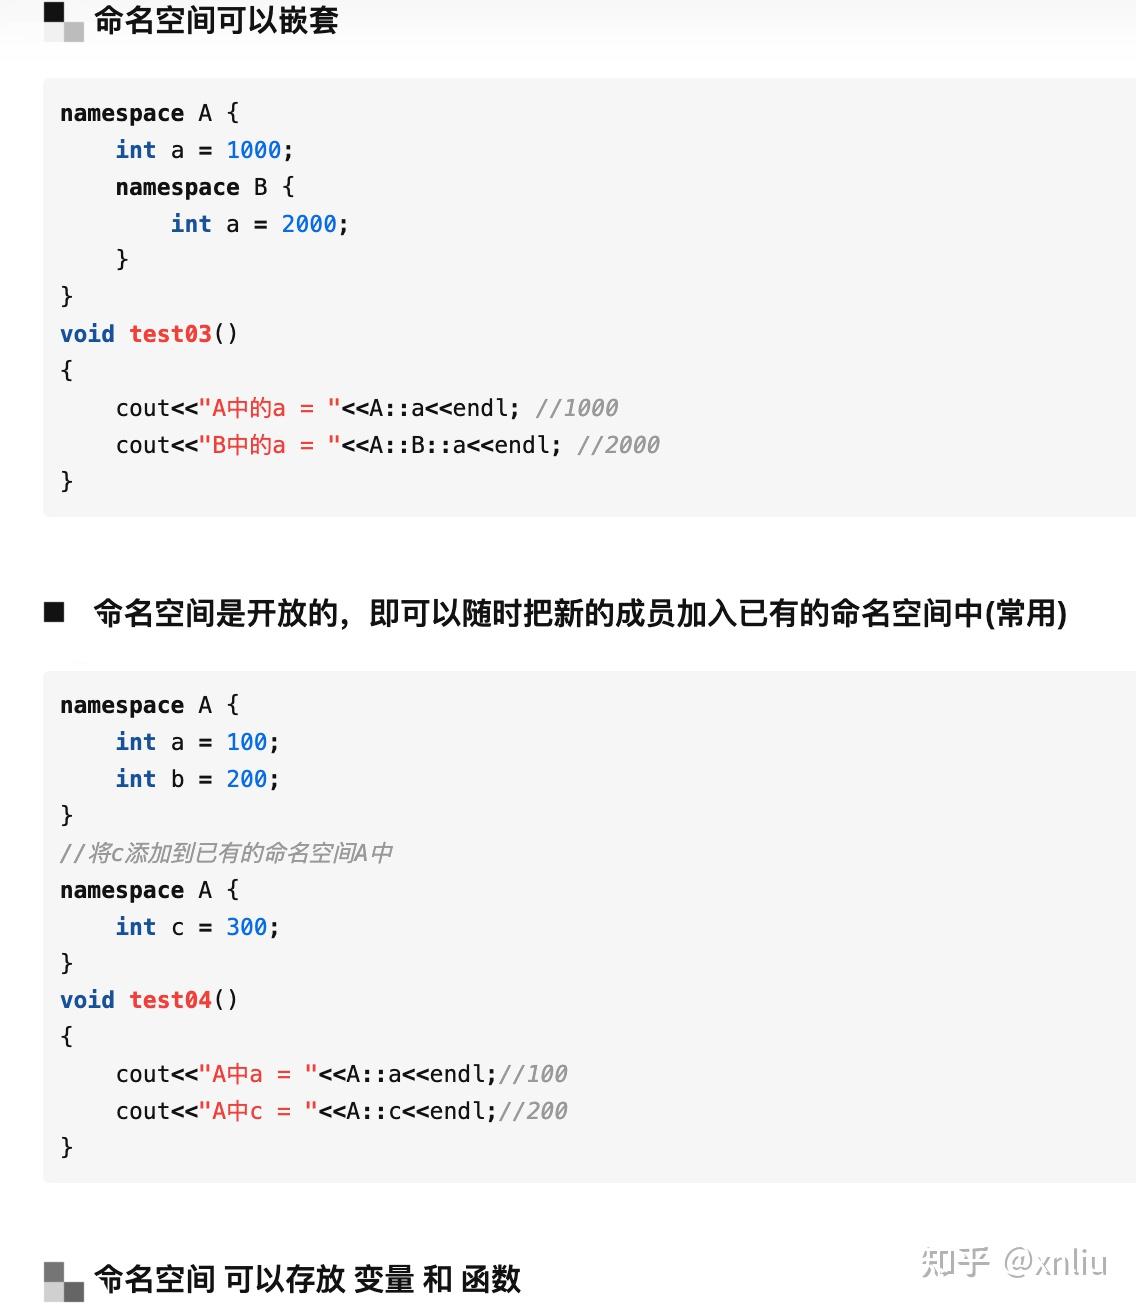 命名空间可以嵌套
namespace A {
    int a = 1000;
    namespace B {
        int a = 2000;
    }
}
void test03()
{
    cout<<"A中的a = "<<A::a<<endl; //1000
    cout<<"B中的a = "<<A::B::a<<endl; //2000
}
命名空间是开放的，即可以随时把新的成员加入已有的命名空间中(常用)
namespace A {
    int a = 100;
    int b = 200;
}
//将c添加到已有的命名空间A中
namespace A {
    int c = 300;
}
void test04()
{
    cout<<"A中a = "<<A::a<<endl;//100
    cout<<"A中c = "<<A::c<<endl;//200
}
命名空间 可以存放 变量 和 函数
知乎 @xnliu